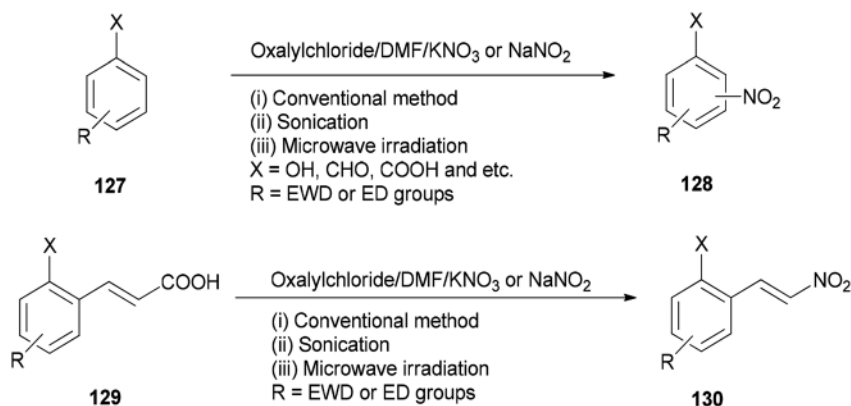 X
R
127
Oxalylchloride/DMF/KNO3 or NaNO2
(i) Conventional method
(ii) Sonication
(iii) Microwave irradiation
X = OH, CHO, COOH and etc.
R = EWD or ED groups
X
NO2
R
128
X
COOH
R
129
Oxalylchloride/DMF/KNO3 or NaNO2
(i) Conventional method
(ii) Sonication
(iii) Microwave irradiation
R = EWD or ED groups
X
NO2
R
130